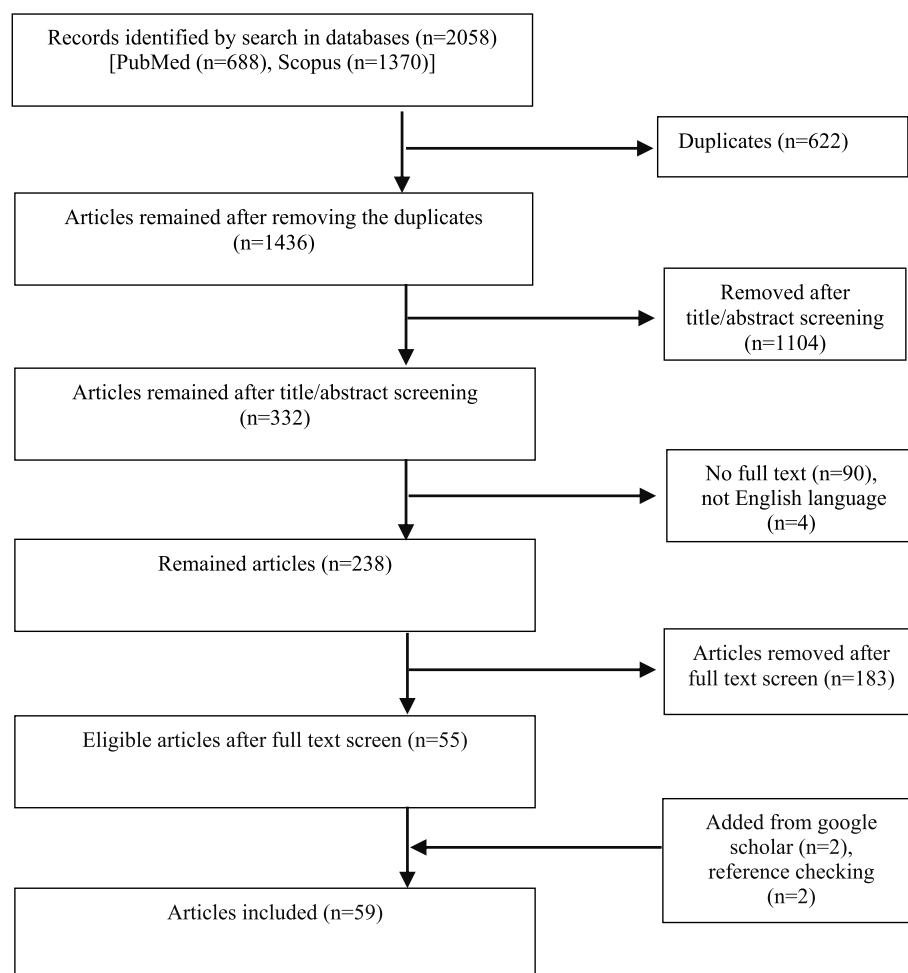 Records identified by search in databases (n=2058)
[PubMed (n=688), Scopus (n=1370)]
Duplicates (n=622)
Articles remained after removing the duplicates
(n=1436)
Removed after
title/abstract screening
(n=1104)
Articles remained after title/abstract screening
(n=332)
No full text (n=90),
not English language
(n=4)
Remained articles (n=238)
Articles removed after
full text screen (n=183)
Eligible articles after full text screen (n=55)
Added from google
scholar (n=2),
reference checking
(n=2)
Articles included (n=59)